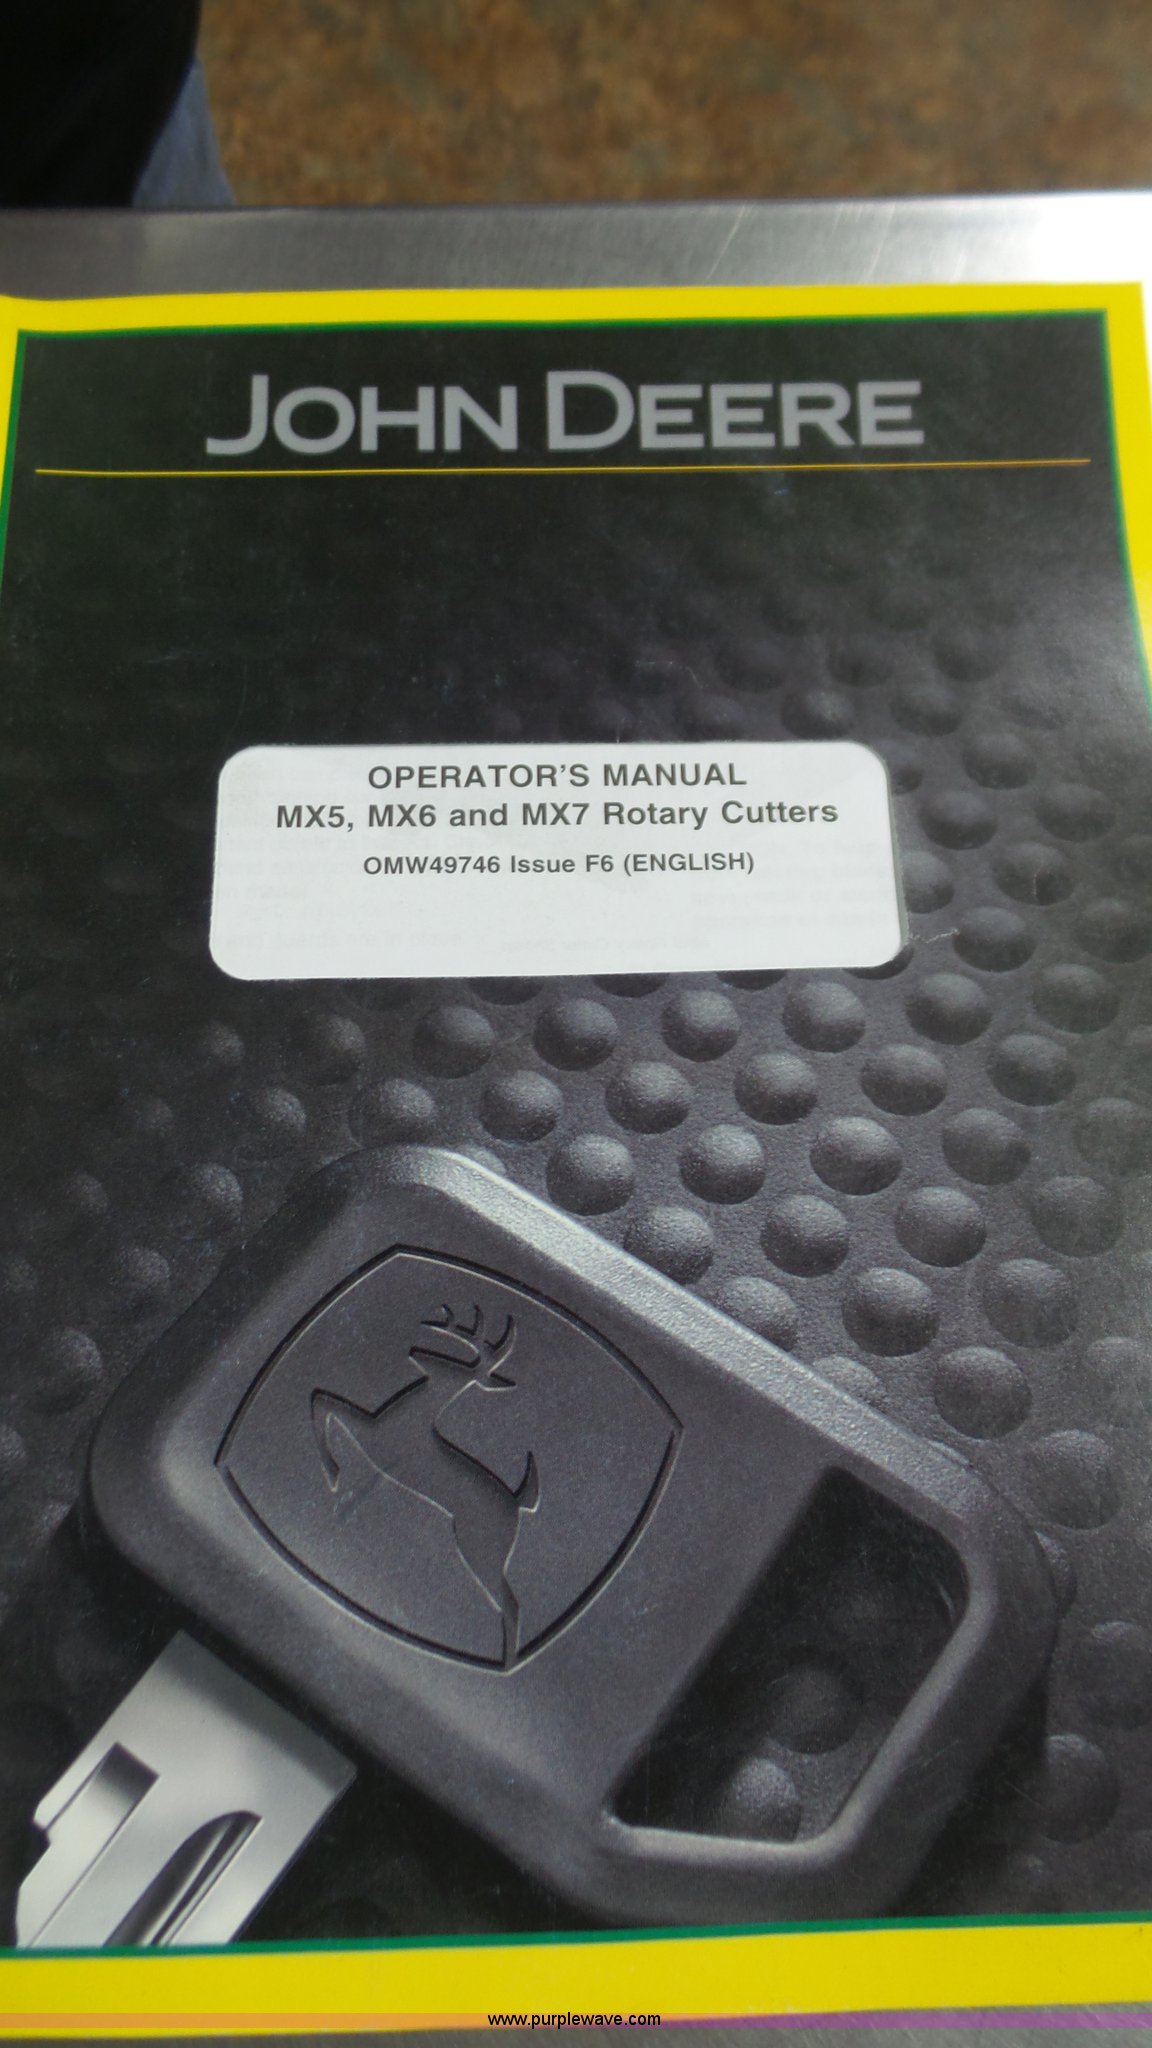 JOHN DEERE
OPERATOR'S MANUAL
MX5, MX6 and MX7 Rotary Cutters
OMW49746 Issue F6 (ENGLISH)
www.purplewave.com